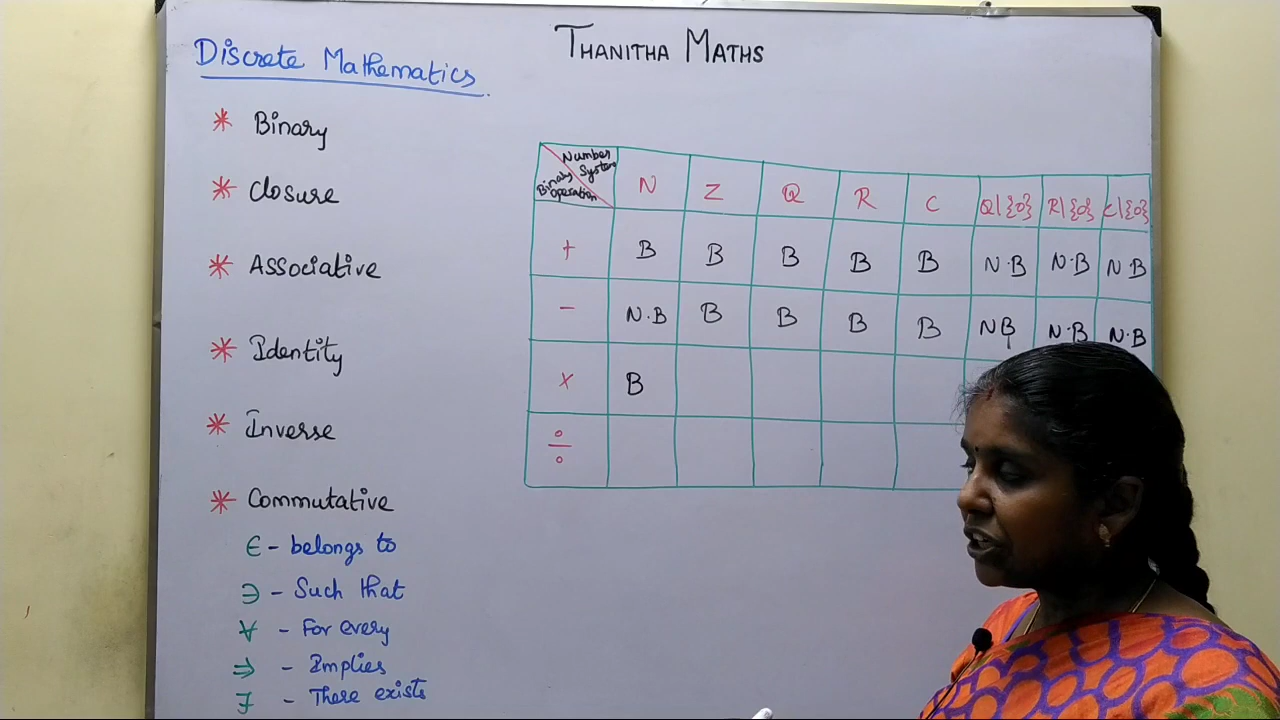 THANITHA MATHS
Discrete Mathematics
* Binary
* Closure
* Associative
* Identity
* Inverse
* Commutative
∈ - belongs to
∋ - Such that
∀ - For every
⇒ - Implies
∃ - There exists
Number System
Binary operation
N Z Q R C Q\{0} R\{0} C\{0}
+ B B B B B N.B N.B N.B
- N.B B B B B NB N.B N.B
× B
÷